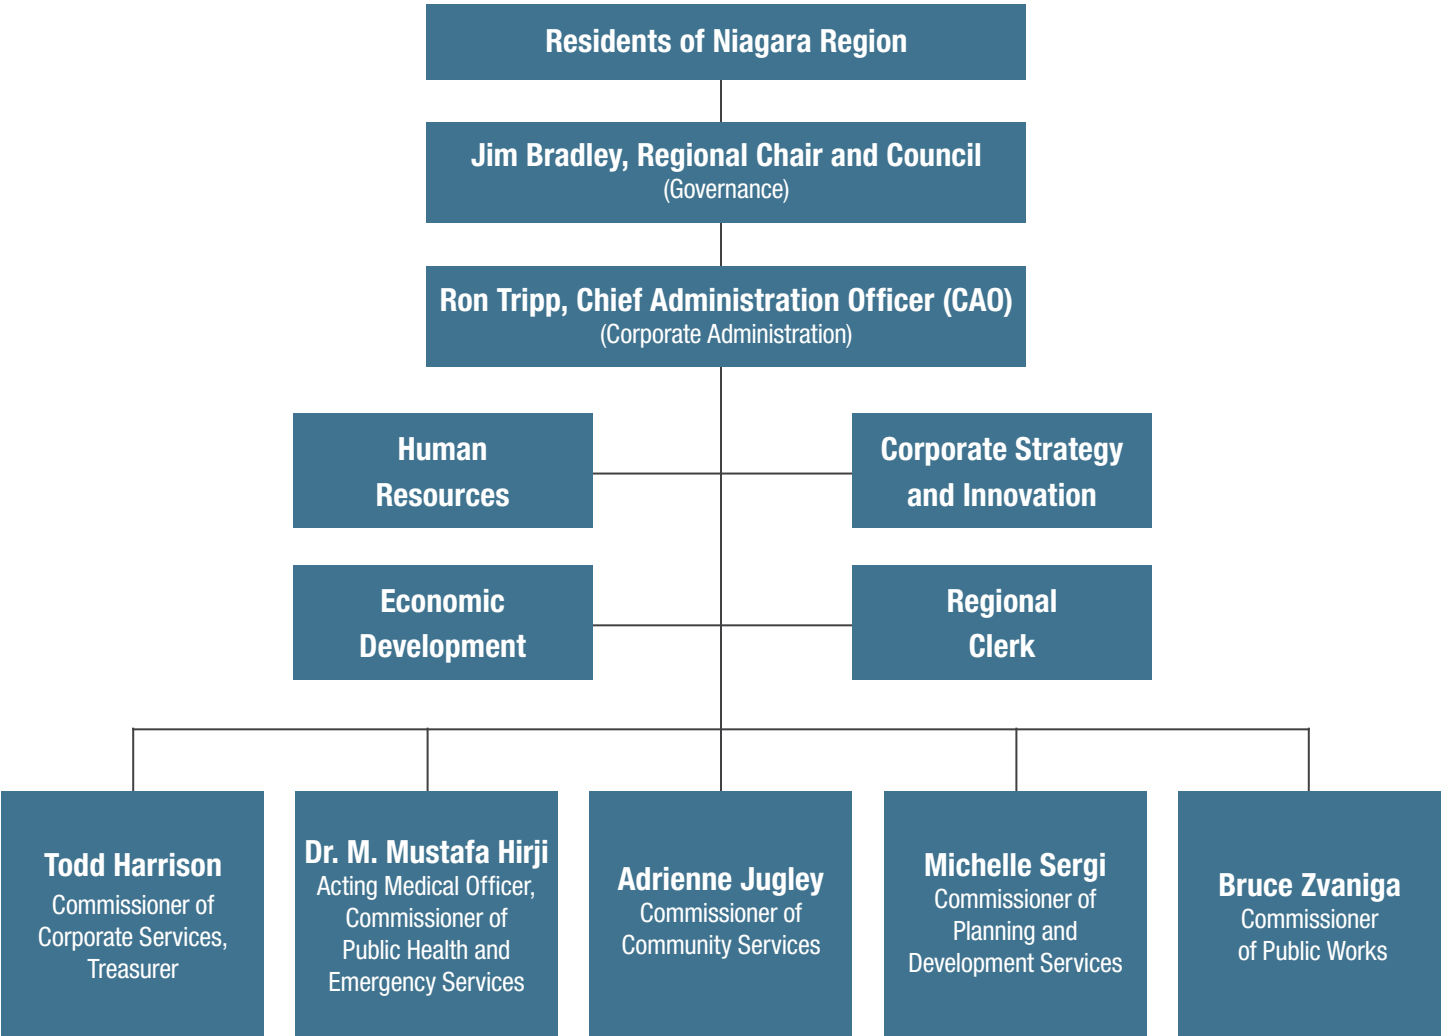 Residents of Niagara Region
Jim Bradley, Regional Chair and Council
(Governance)
Ron Tripp, Chief Administration Officer (CAO)
(Corporate Administration)
Human
Resources
Corporate Strategy
and Innovation
Economic
Development
Regional
Clerk
Todd Harrison
Commissioner of
Corporate Services,
Treasurer
Dr. M. Mustafa Hirji
Acting Medical Officer,
Commissioner of
Public Health and
Emergency Services
Adrienne Jugley
Commissioner of
Community Services
Michelle Sergi
Commissioner of
Planning and
Development Services
Bruce Zvaniga
Commissioner
of Public Works